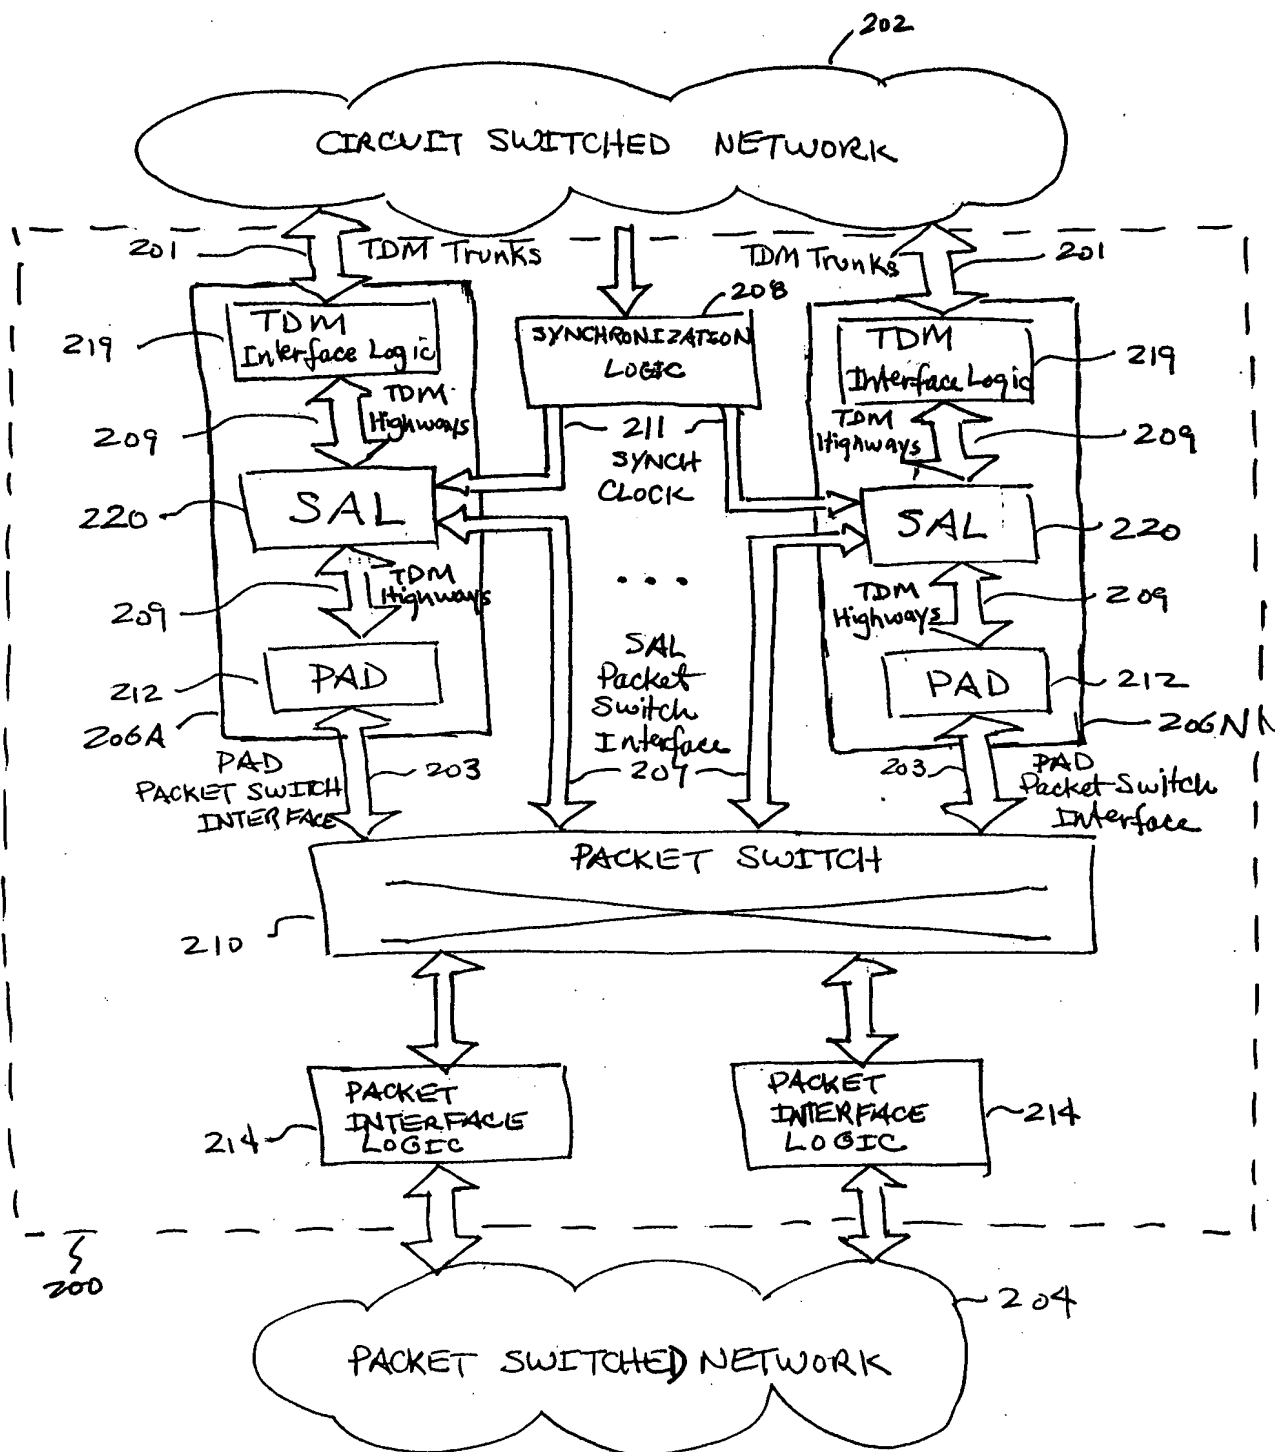 202
CIRCUIT SWITCHED NETWORK
201
TDM Trunks
TDM Trunks
201
208
219
TDM
Interface Logic
SYNCHRONIZATION
LOGIC
TDM
Interface Logic
219
209
TDM
Highways
211
SYNCH
CLOCK
TDM
Highways
209
220
SAL
SAL
220
209
TDM
Highways
...
TDM
Highways
209
212
PAD
SAL
Packet
Switch
Interface
PAD
212
206A
206N
PAD
PACKET SWITCH
INTERFACE
203
207
203
PAD
Packet Switch
Interface
PACKET SWITCH
210
PACKET
INTERFACE
LOGIC
214
PACKET
INTERFACE
LOGIC
214
200
204
PACKET SWITCHED NETWORK